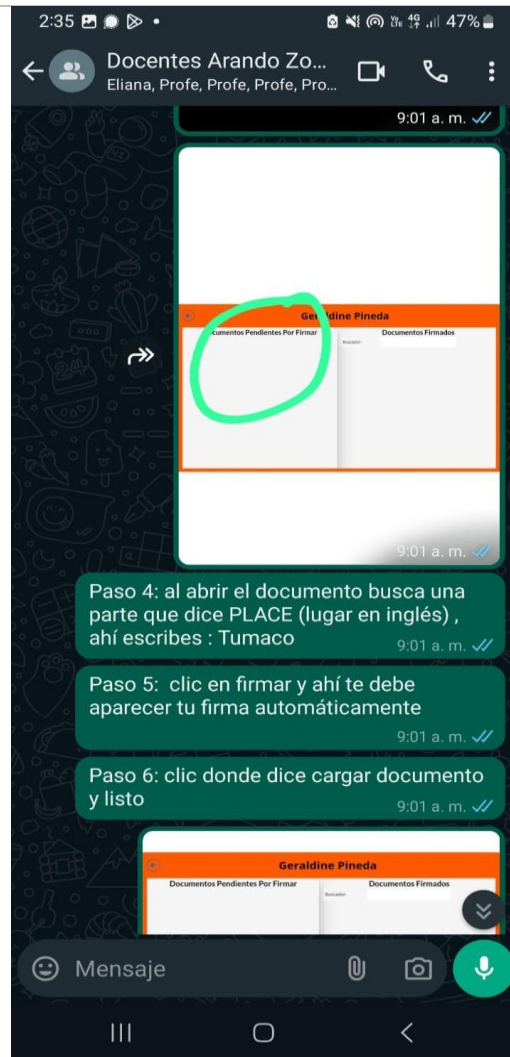 2:35
47%
Docentes Arando Zo...
Eliana, Profe, Profe, Profe, Pro...
9:01 a. m.
Geraldine Pineda
cumentos Pendientes Por Firmar
Documentos Firmados
9:01 a. m.
Paso 4: al abrir el documento busca una
parte que dice PLACE (lugar en inglés) ,
ahí escribes : Tumaco
9:01 a. m.
Paso 5:  clic en firmar y ahí te debe
aparecer tu firma automáticamente
9:01 a. m.
Paso 6: clic donde dice cargar documento
y listo
9:01 a. m.
Geraldine Pineda
Documentos Pendientes Por Firmar
Documentos Firmados
Mensaje